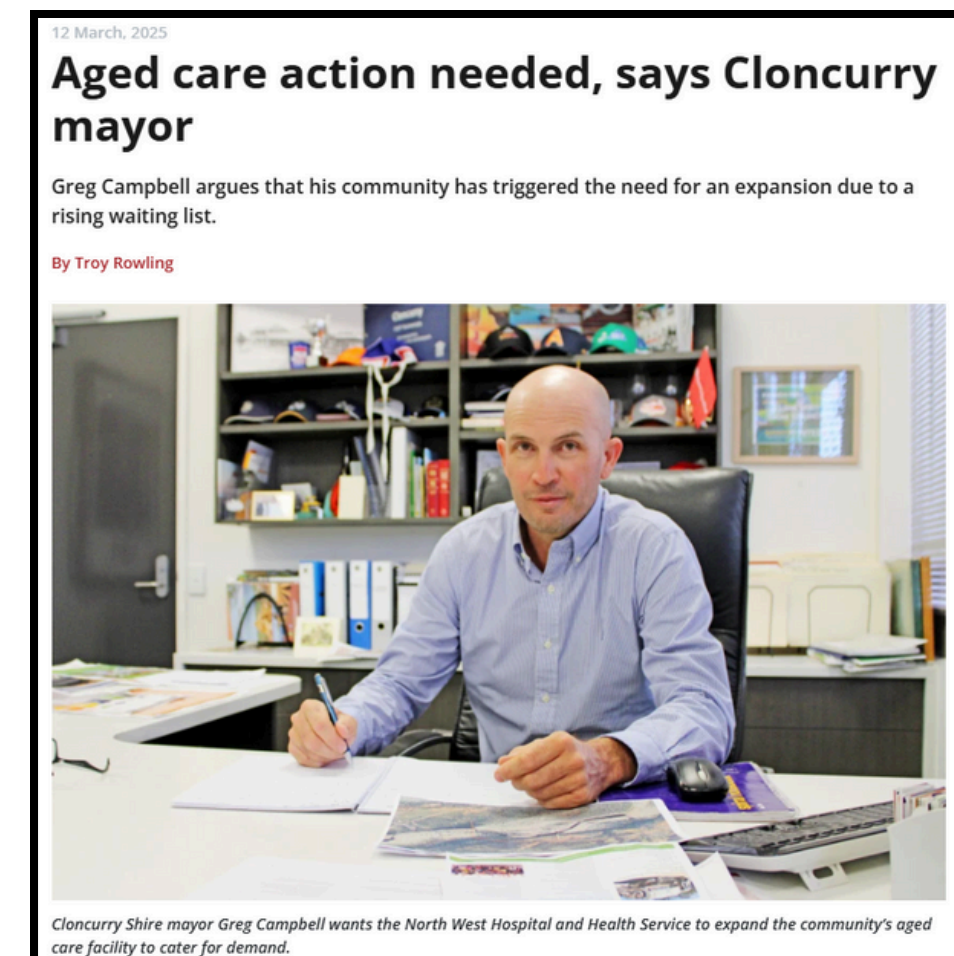 12 March, 2025
Aged care action needed, says Cloncurry
mayor
Greg Campbell argues that his community has triggered the need for an expansion due to a
rising waiting list.
By Troy Rowling
Cloncurry Shire mayor Greg Campbell wants the North West Hospital and Health Service to expand the community’s aged
care facility to cater for demand.